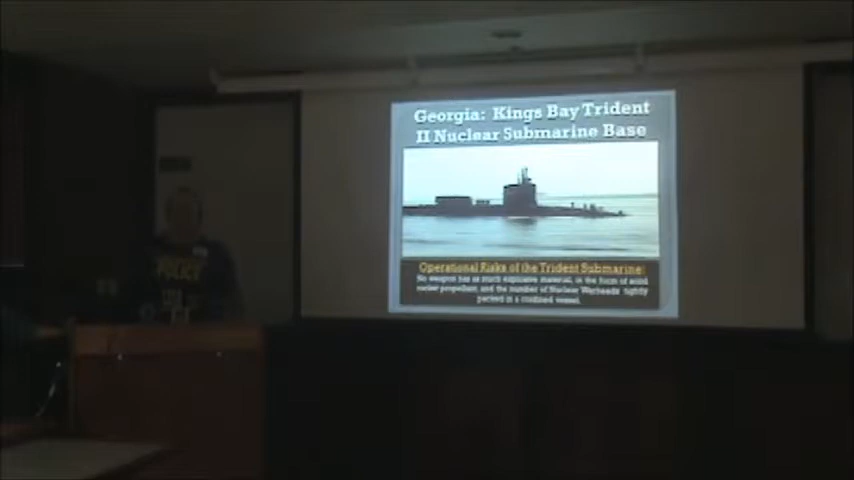 Georgia: Kings Bay Trident
II Nuclear Submarine Base
Operational Risks of the Trident Submarine:
No weapon has as much explosive material, in the form of solid
rocket propellant, and the number of Nuclear Warheads tightly
packed in a confined vessel.
POLICE